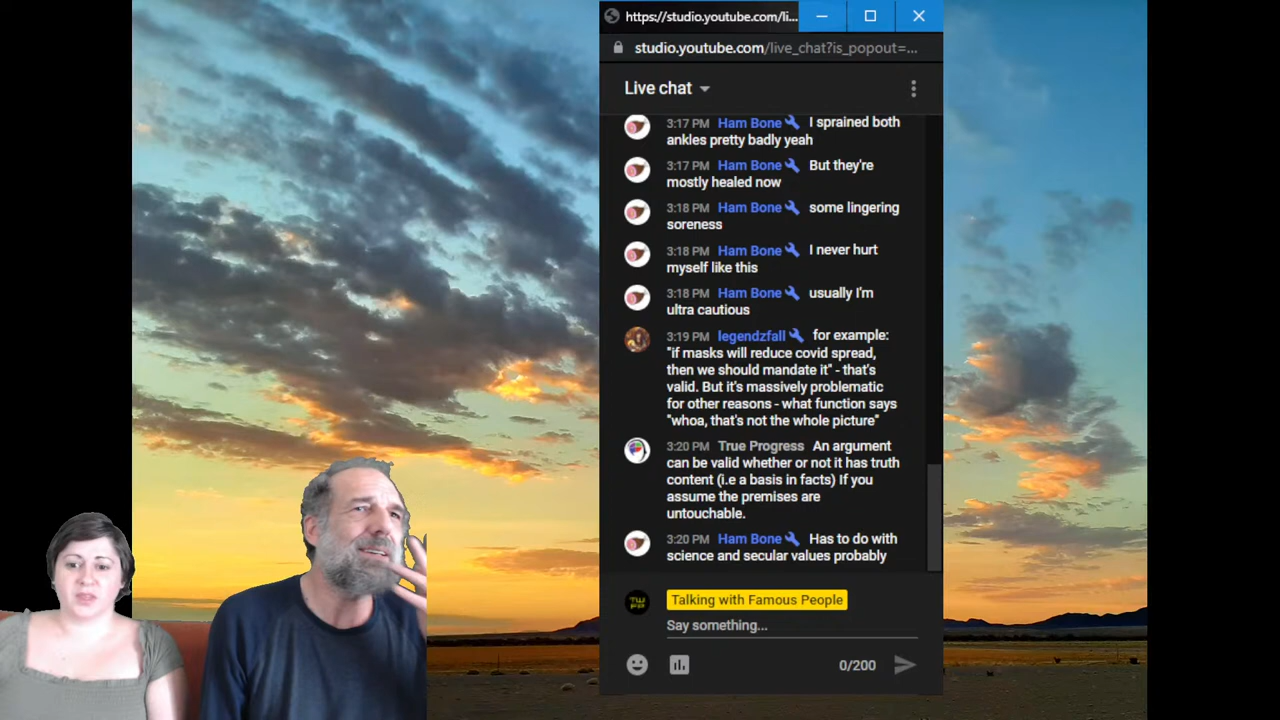 https://studio.youtube.com/li...
studio.youtube.com/live_chat?is_popout=...
Live chat
3:17 PM Ham Bone I sprained both
ankles pretty badly yeah
3:17 PM Ham Bone But they're
mostly healed now
3:18 PM Ham Bone some lingering
soreness
3:18 PM Ham Bone I never hurt
myself like this
3:18 PM Ham Bone usually I'm
ultra cautious
3:19 PM legendzfall for example:
"if masks will reduce covid spread,
then we should mandate it" - that's
valid. But it's massively problematic
for other reasons - what function says
"whoa, that's not the whole picture"
3:20 PM True Progress An argument
can be valid whether or not it has truth
content (i.e a basis in facts) If you
assume the premises are
untouchable.
3:20 PM Ham Bone Has to do with
science and secular values probably
Talking with Famous People
Say something...
0/200